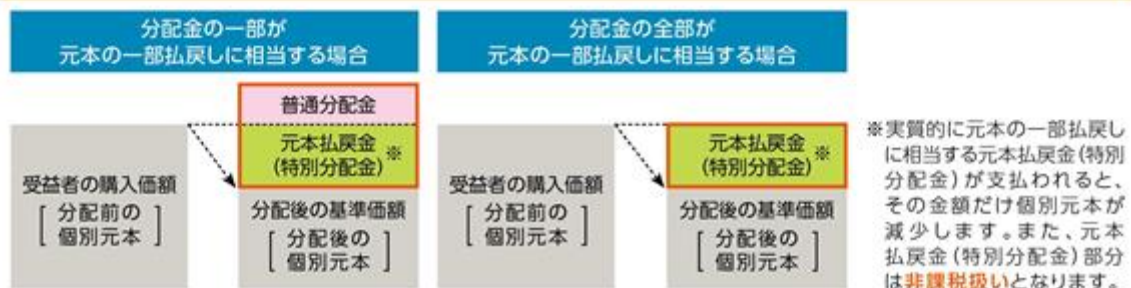 分配金の一部が
元本の一部払戻しに相当する場合
普通分配金
元本払戻金
(特別分配金) ※
受益者の購入価額
[ 分配前の
個別元本 ]
分配後の基準価額
[ 分配後の
個別元本 ]
分配金の全部が
元本の一部払戻しに相当する場合
元本払戻金
(特別分配金) ※
受益者の購入価額
[ 分配前の
個別元本 ]
分配後の基準価額
[ 分配後の
個別元本 ]
※実質的に元本の一部払戻し
に相当する元本払戻金(特別
分配金)が支払われると、
その金額だけ個別元本が
減少します。また、元本
払戻金(特別分配金)部分
は非課税扱いとなります。